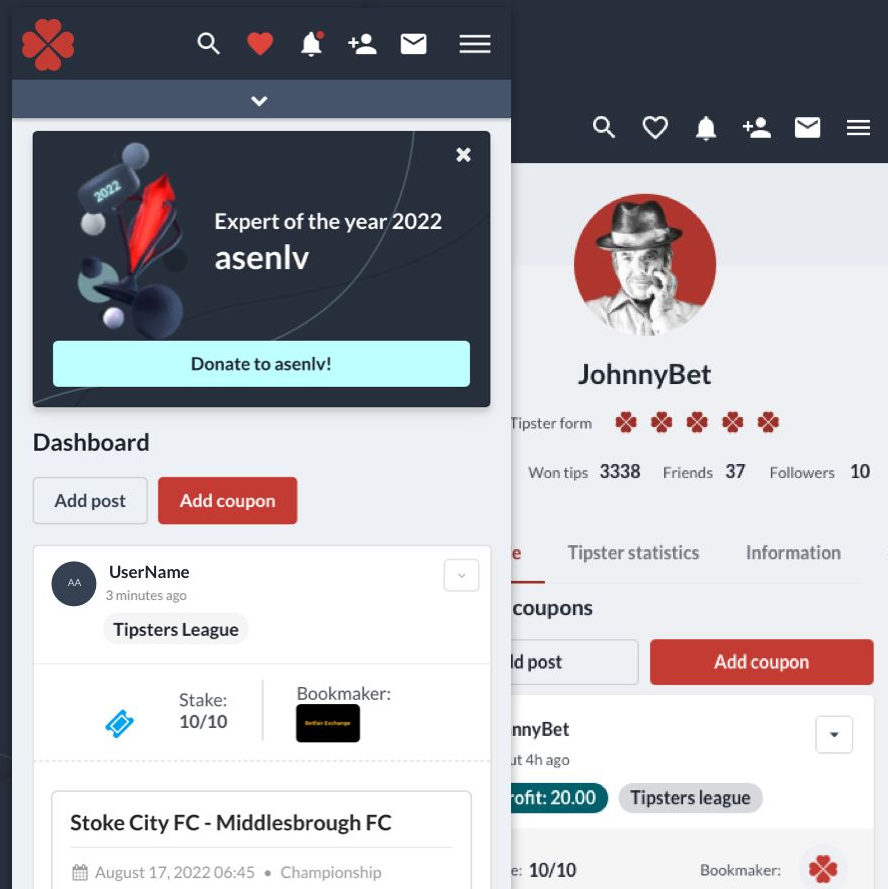 2022
Expert of the year 2022
asenlv
Donate to asenlv!
Dashboard
Add post
Add coupon
AA
UserName
3 minutes ago
Tipsters League
Stake:
10/10
Bookmaker:
Betfair Exchange
Stoke City FC - Middlesbrough FC
August 17, 2022 06:45 • Championship
JohnnyBet
Tipster form
Won tips 3338 Friends 37 Followers 10
e Tipster statistics Information
coupons
ld post
Add coupon
nnyBet
ut 4h ago
rofit: 20.00 Tipsters league
e: 10/10 Bookmaker: